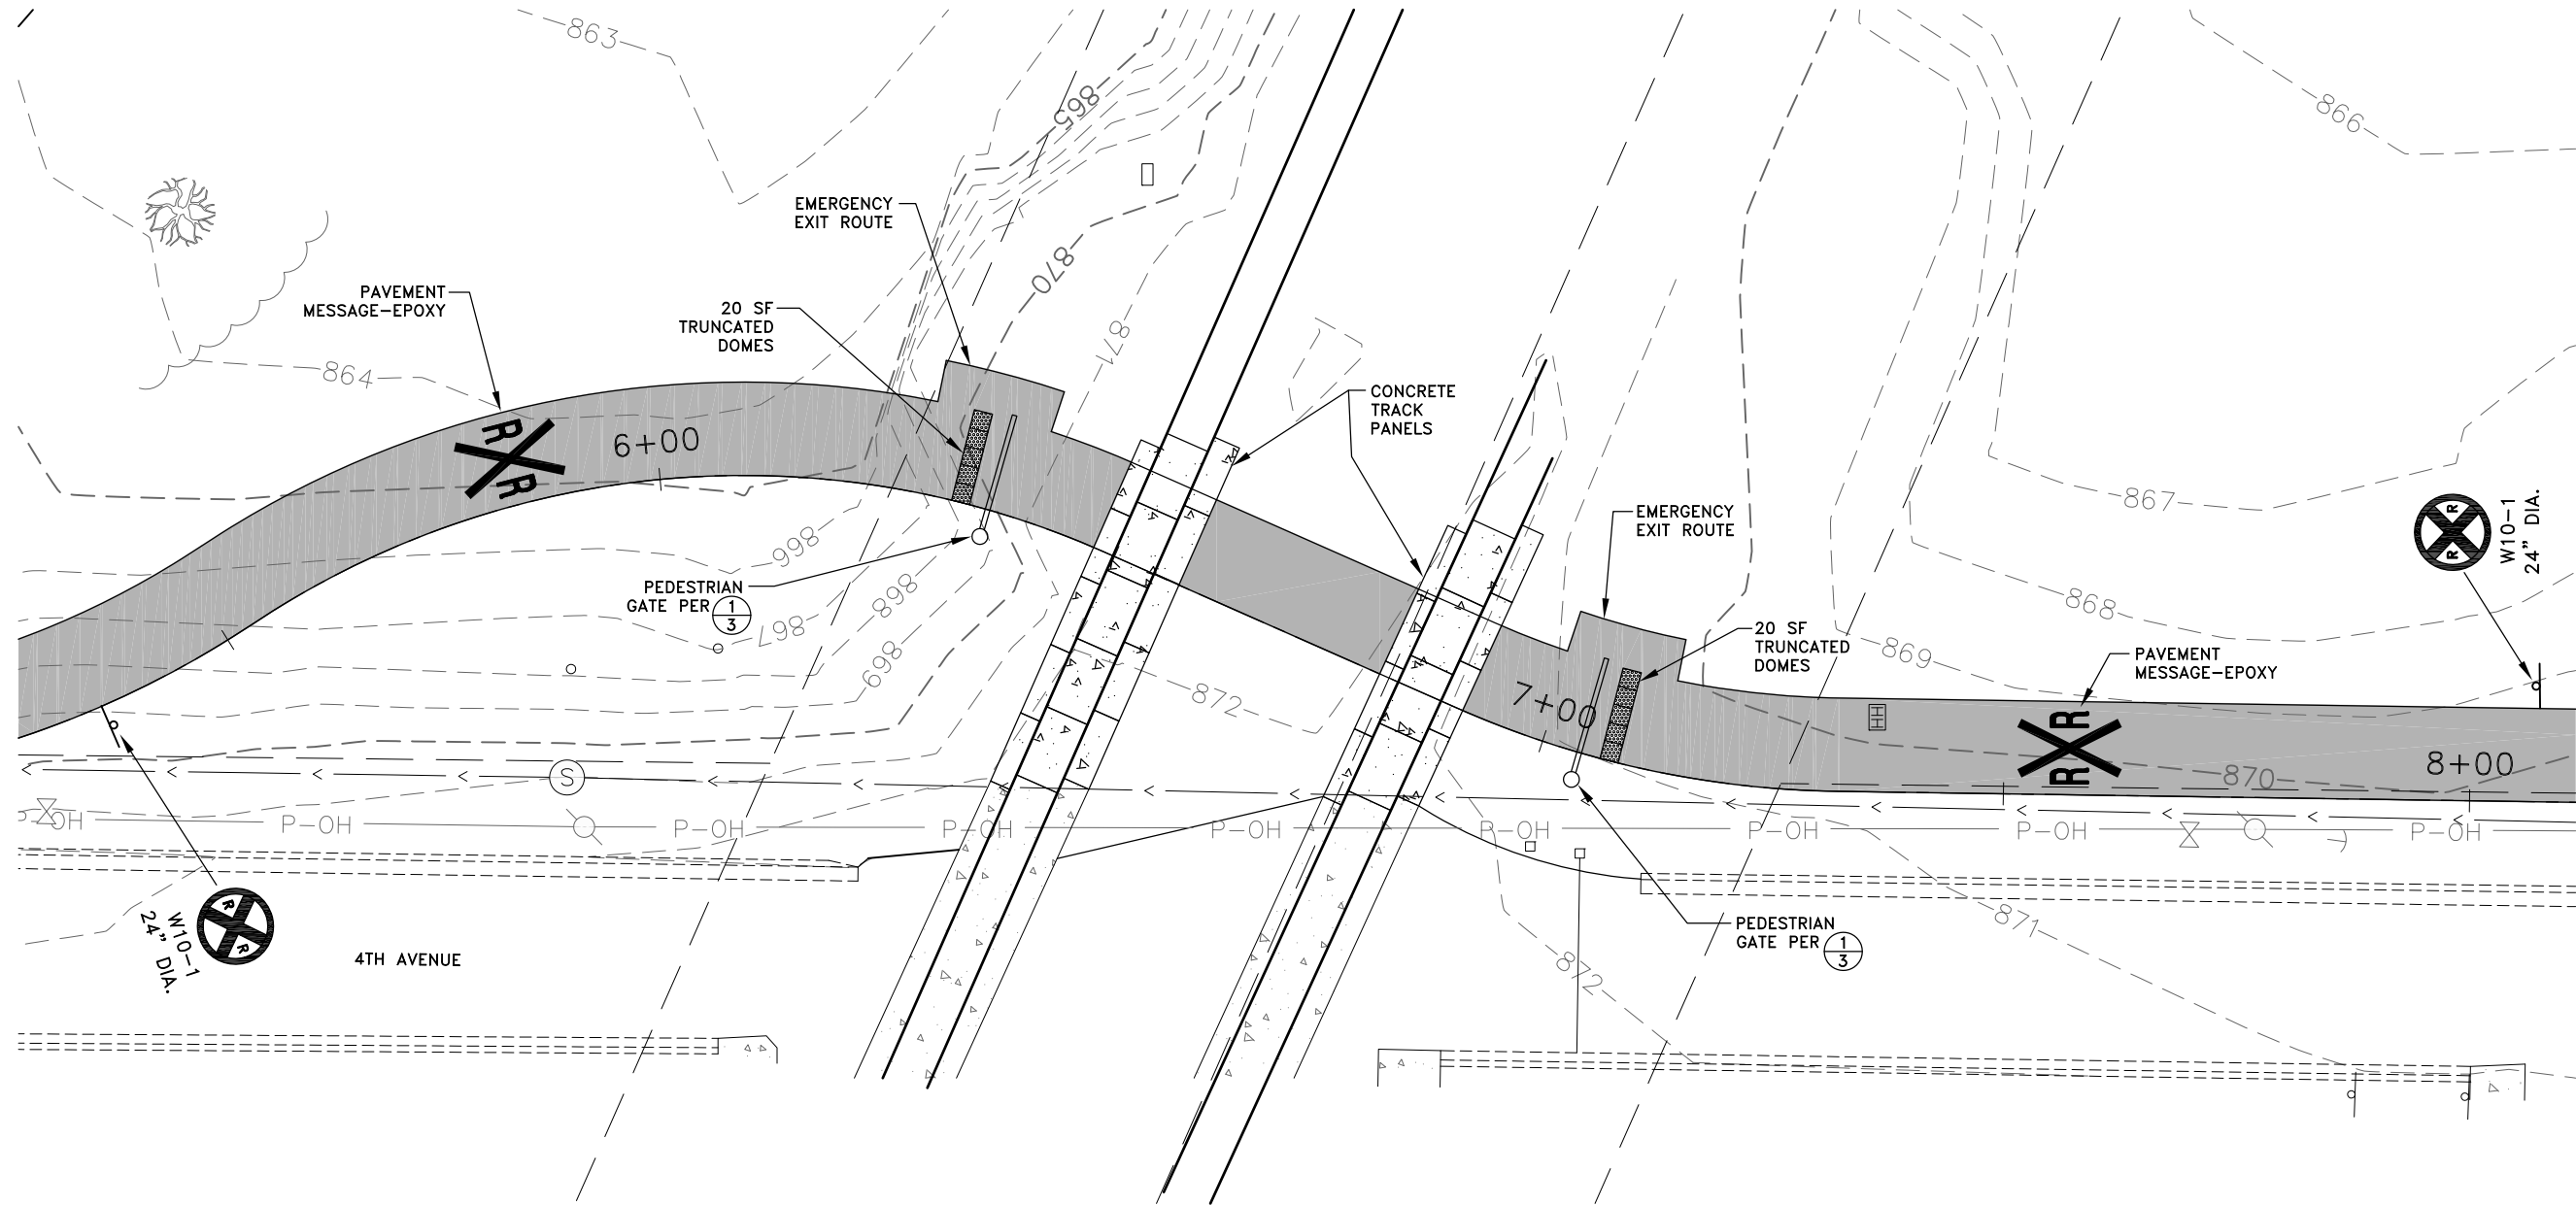 863
865
866
EMERGENCY
EXIT ROUTE
870
PAVEMENT
MESSAGE-EPOXY
20 SF
TRUNCATED
DOMES
871
864
CONCRETE
TRACK
PANELS
R
R
6+00
867
R
R
W10-1
24" DIA.
EMERGENCY
EXIT ROUTE
866
868
PEDESTRIAN
GATE PER 1
3
867
869
868
869
20 SF
TRUNCATED
DOMES
PAVEMENT
MESSAGE-EPOXY
872
7+00
HH
R
R
870
8+00
S
OH
P-OH
P-OH
P-OH
P-OH
P-OH
P-OH
P-OH
P-OH
R
R
W10-1
24" DIA.
4TH AVENUE
871
872
PEDESTRIAN
GATE PER 1
3